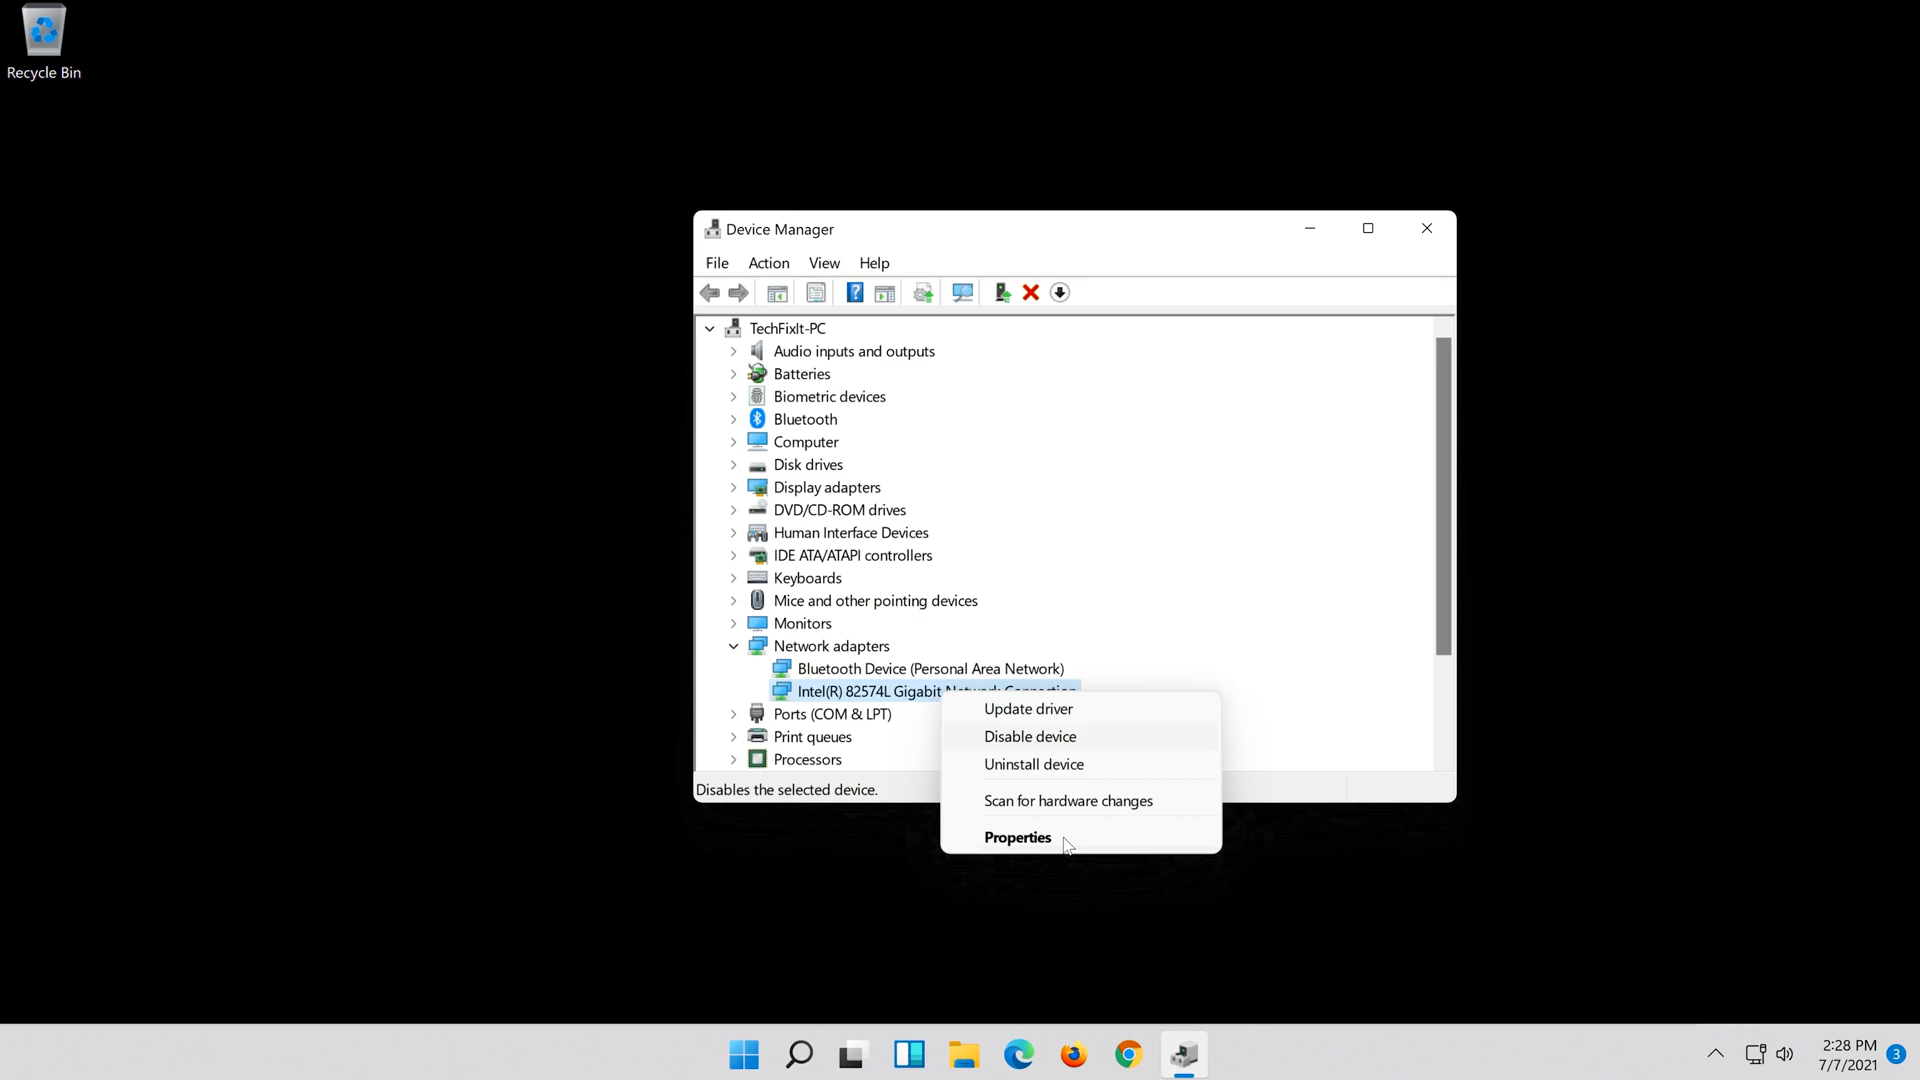 Recycle Bin
Device Manager
File Action View Help
TechFixIt-PC
Audio inputs and outputs
Batteries
Biometric devices
Bluetooth
Computer
Disk drives
Display adapters
DVD/CD-ROM drives
Human Interface Devices
IDE ATA/ATAPI controllers
Keyboards
Mice and other pointing devices
Monitors
Network adapters
Bluetooth Device (Personal Area Network)
Intel(R) 82574L Gigabit Network Connection
Ports (COM & LPT)
Print queues
Processors
Disables the selected device.
Update driver
Disable device
Uninstall device
Scan for hardware changes
Properties
2:28 PM
7/7/2021
3